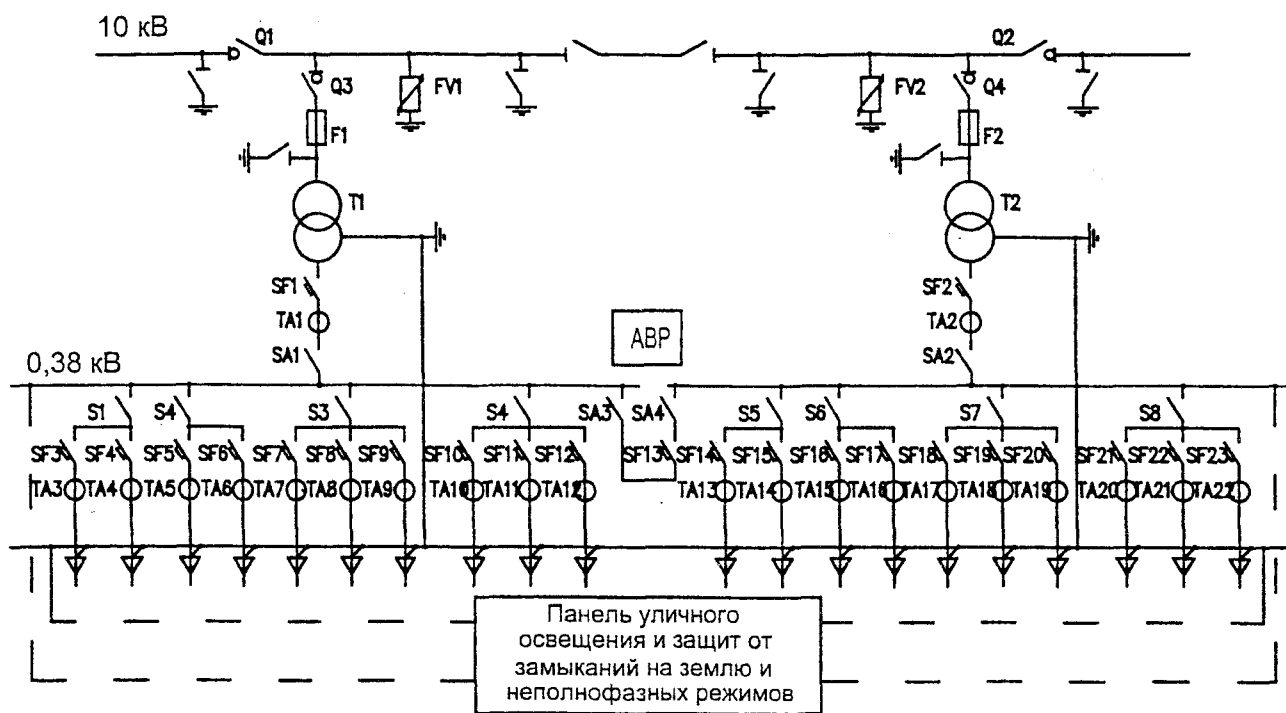 10 кВ
Q1
Q2
Q3
FV1
FV2
Q4
F1
F2
T1
T2
SF1
SF2
TA1
АВР
TA2
SA1
SA2
0,38 кВ
S1 S4 S3 S4 SA3 SA4 S5 S6 S7 S8
SF3 SF4 SF5 SF6 SF7 SF8 SF9 SF10 SF11 SF12 SF13 SF14 SF15 SF16 SF17 SF18 SF19 SF20 SF21 SF22 SF23
TA3 TA4 TA5 TA6 TA7 TA8 TA9 TA10 TA11 TA12 TA13 TA14 TA15 TA16 TA17 TA18 TA19 TA20 TA21 TA22
Панель уличного
освещения и защит от
замыканий на землю и
неполнофазных режимов